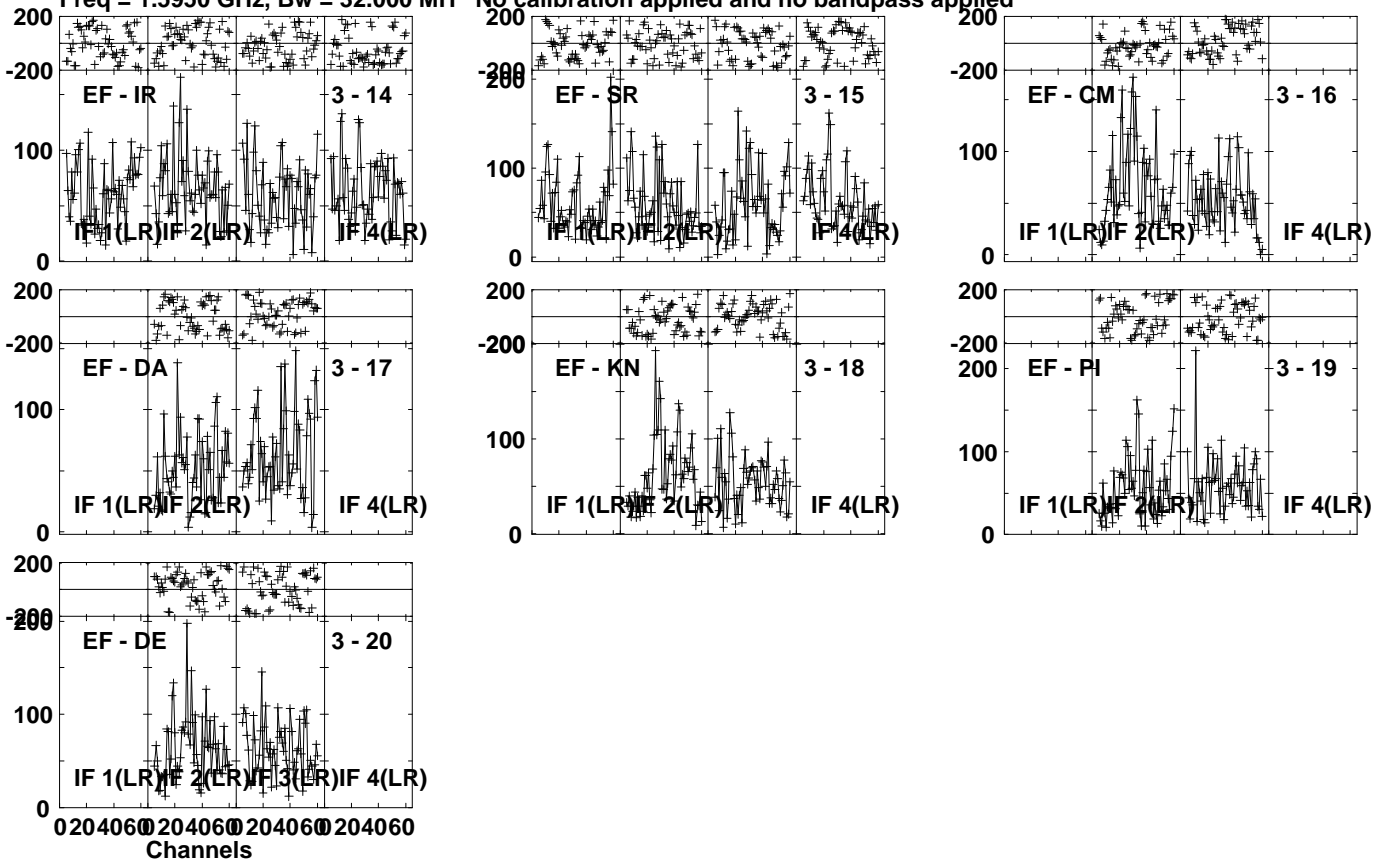 Freq = 1.5950 GHz, Bw = 32.000 MH No calibration applied and no bandpass applied
200
-200
EF - IR 3 - 14
100
IF 1(LR) IF 2(LR) IF 4(LR)
0
-200
200
EF - SR 3 - 15
100
IF 1(LR) IF 2(LR) IF 4(LR)
0
200
-200
EF - CM 3 - 16
100
IF 1(LR) IF 2(LR) IF 4(LR)
0
200
-200
EF - DA 3 - 17
100
IF 1(LR) IF 2(LR) IF 4(LR)
0
200
-200
EF - KN 3 - 18
100
IF 1(LR) IF 2(LR) IF 4(LR)
0
200
-200
200
EF - PI 3 - 19
100
IF 1(LR) IF 2(LR) IF 4(LR)
0
200
-200
200
EF - DE 3 - 20
100
IF 1(LR) IF 2(LR) IF 3(LR) IF 4(LR)
0
0 20 40 60 0 20 40 60 0 20 40 60 0 20 40 60
Channels